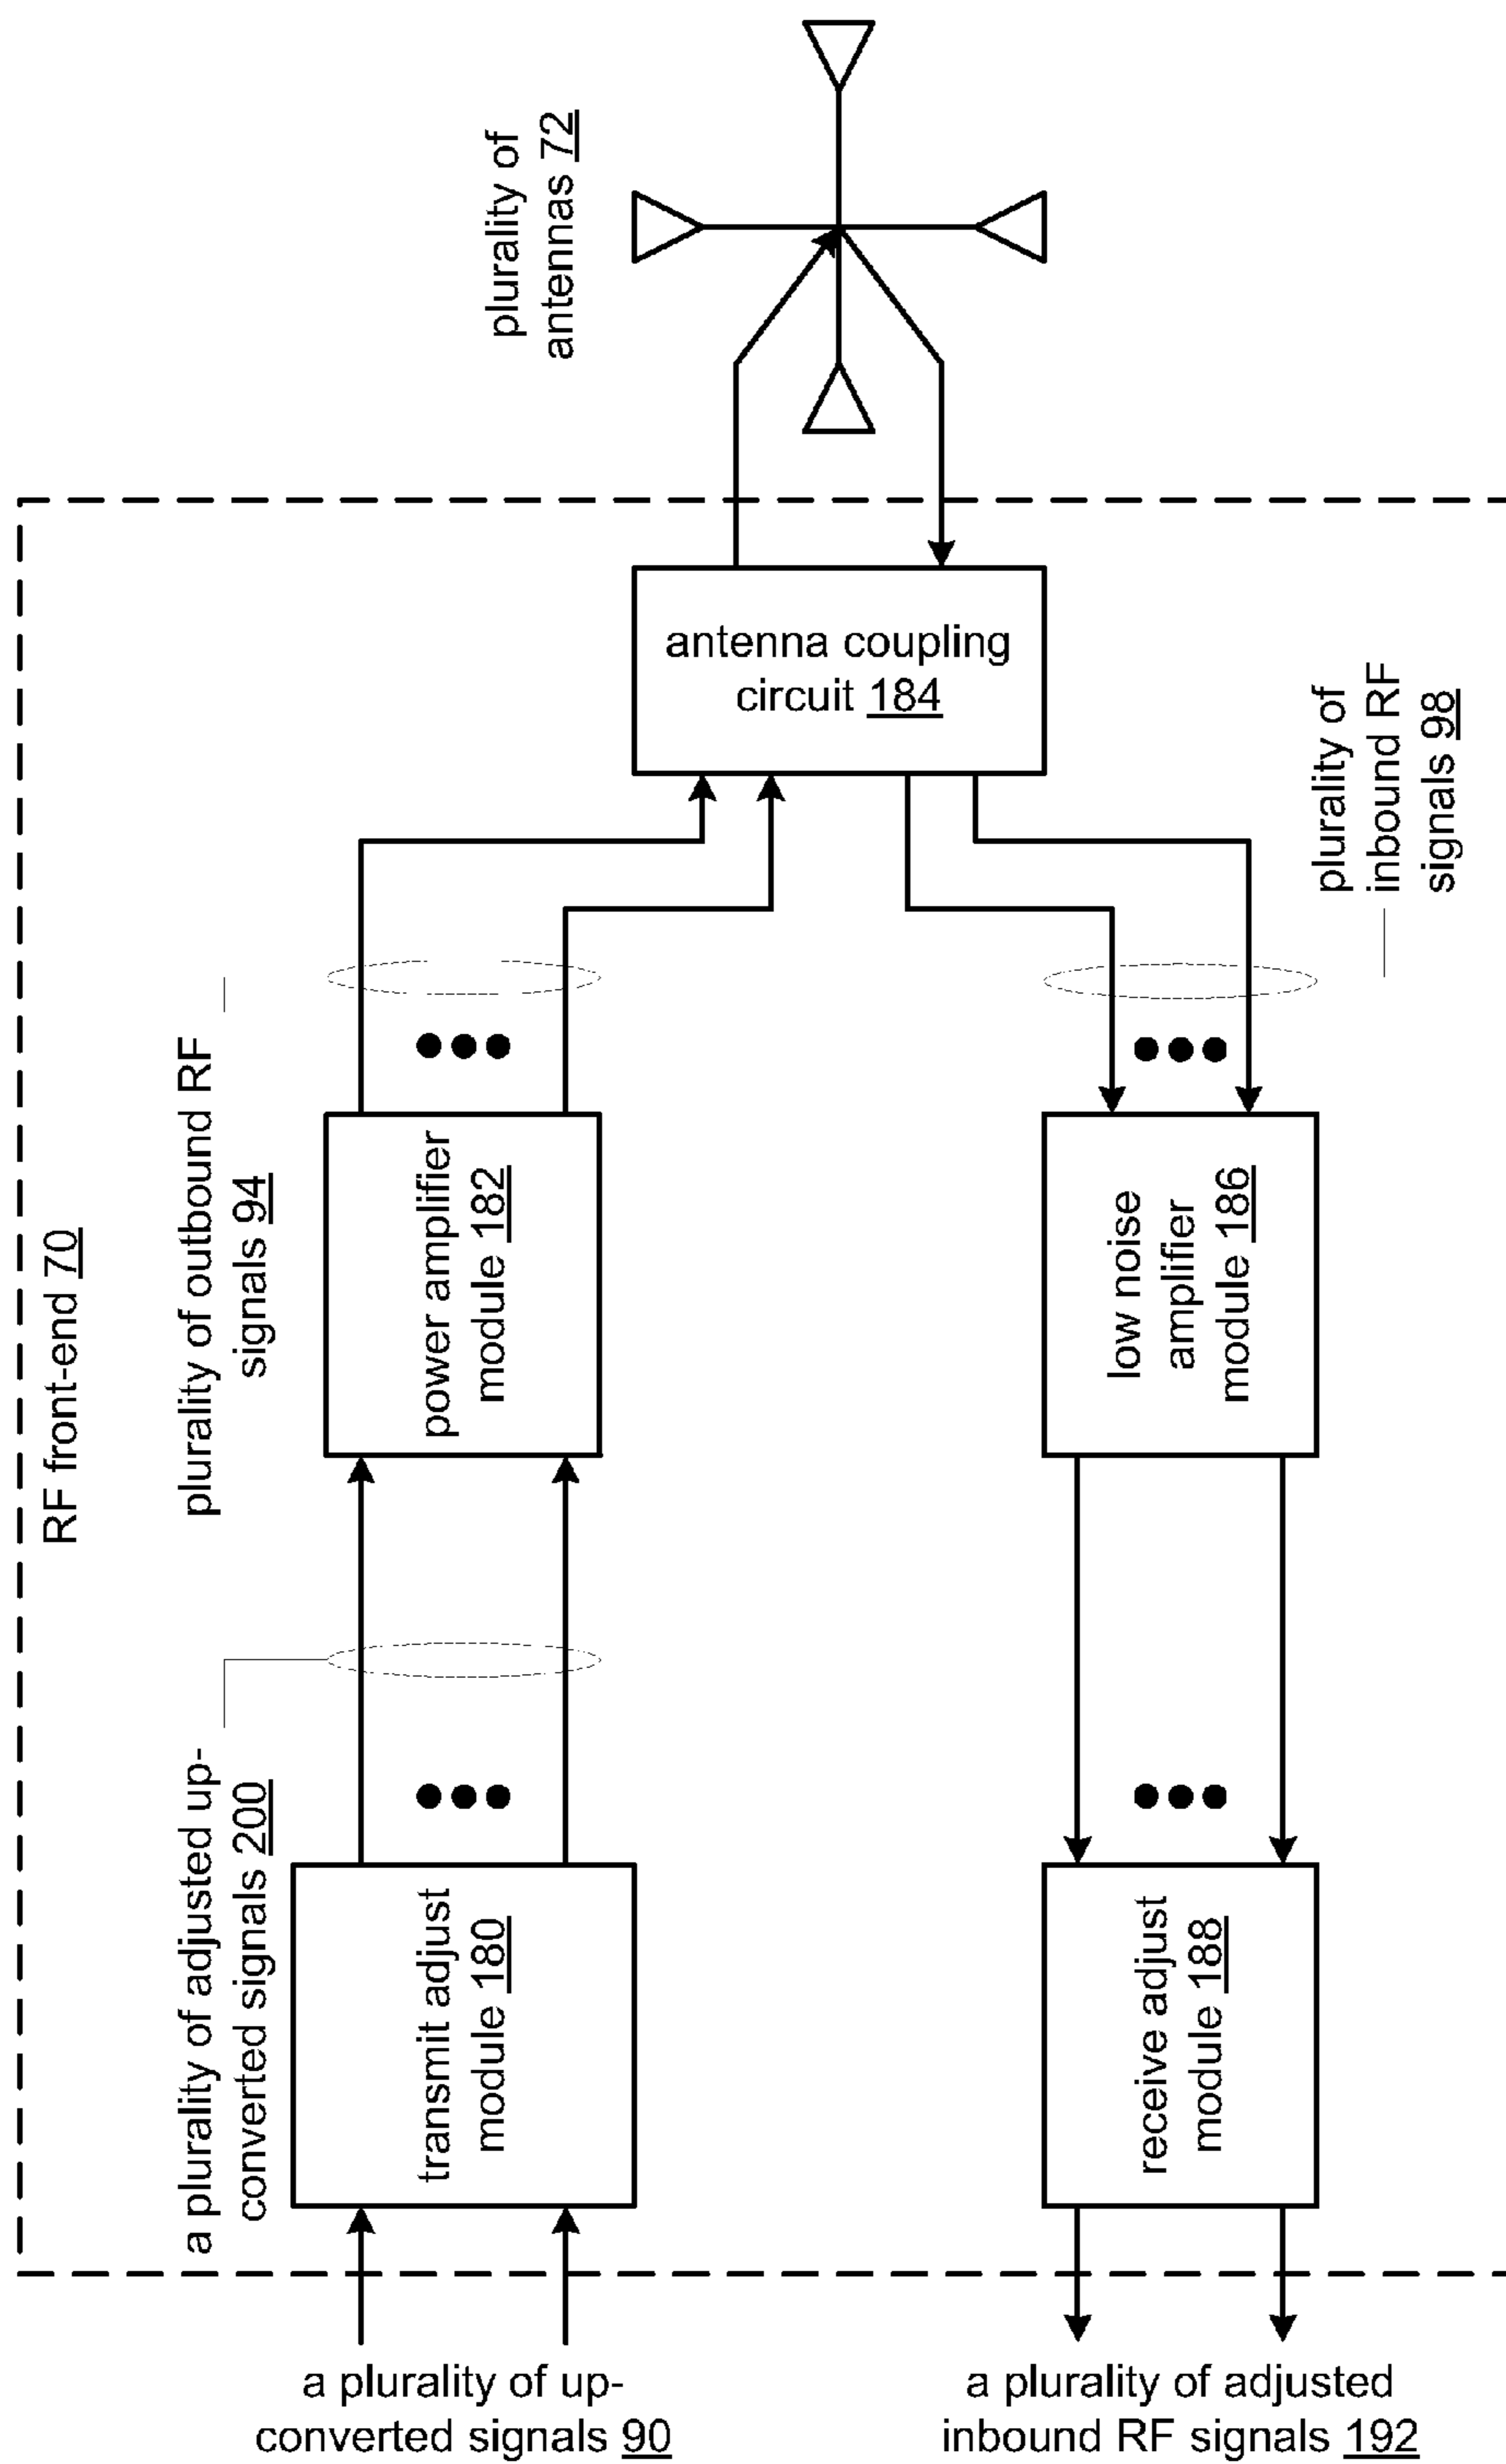 plurality of
antennas 72
antenna coupling
circuit 184
plurality of
inbound RF
signals 98
RF front-end 70
plurality of outbound RF
signals 94
power amplifier
module 182
low noise
amplifier
module 186
a plurality of adjusted up-
converted signals 200
transmit adjust
module 180
receive adjust
module 188
a plurality of up-
converted signals 90
a plurality of adjusted
inbound RF signals 192